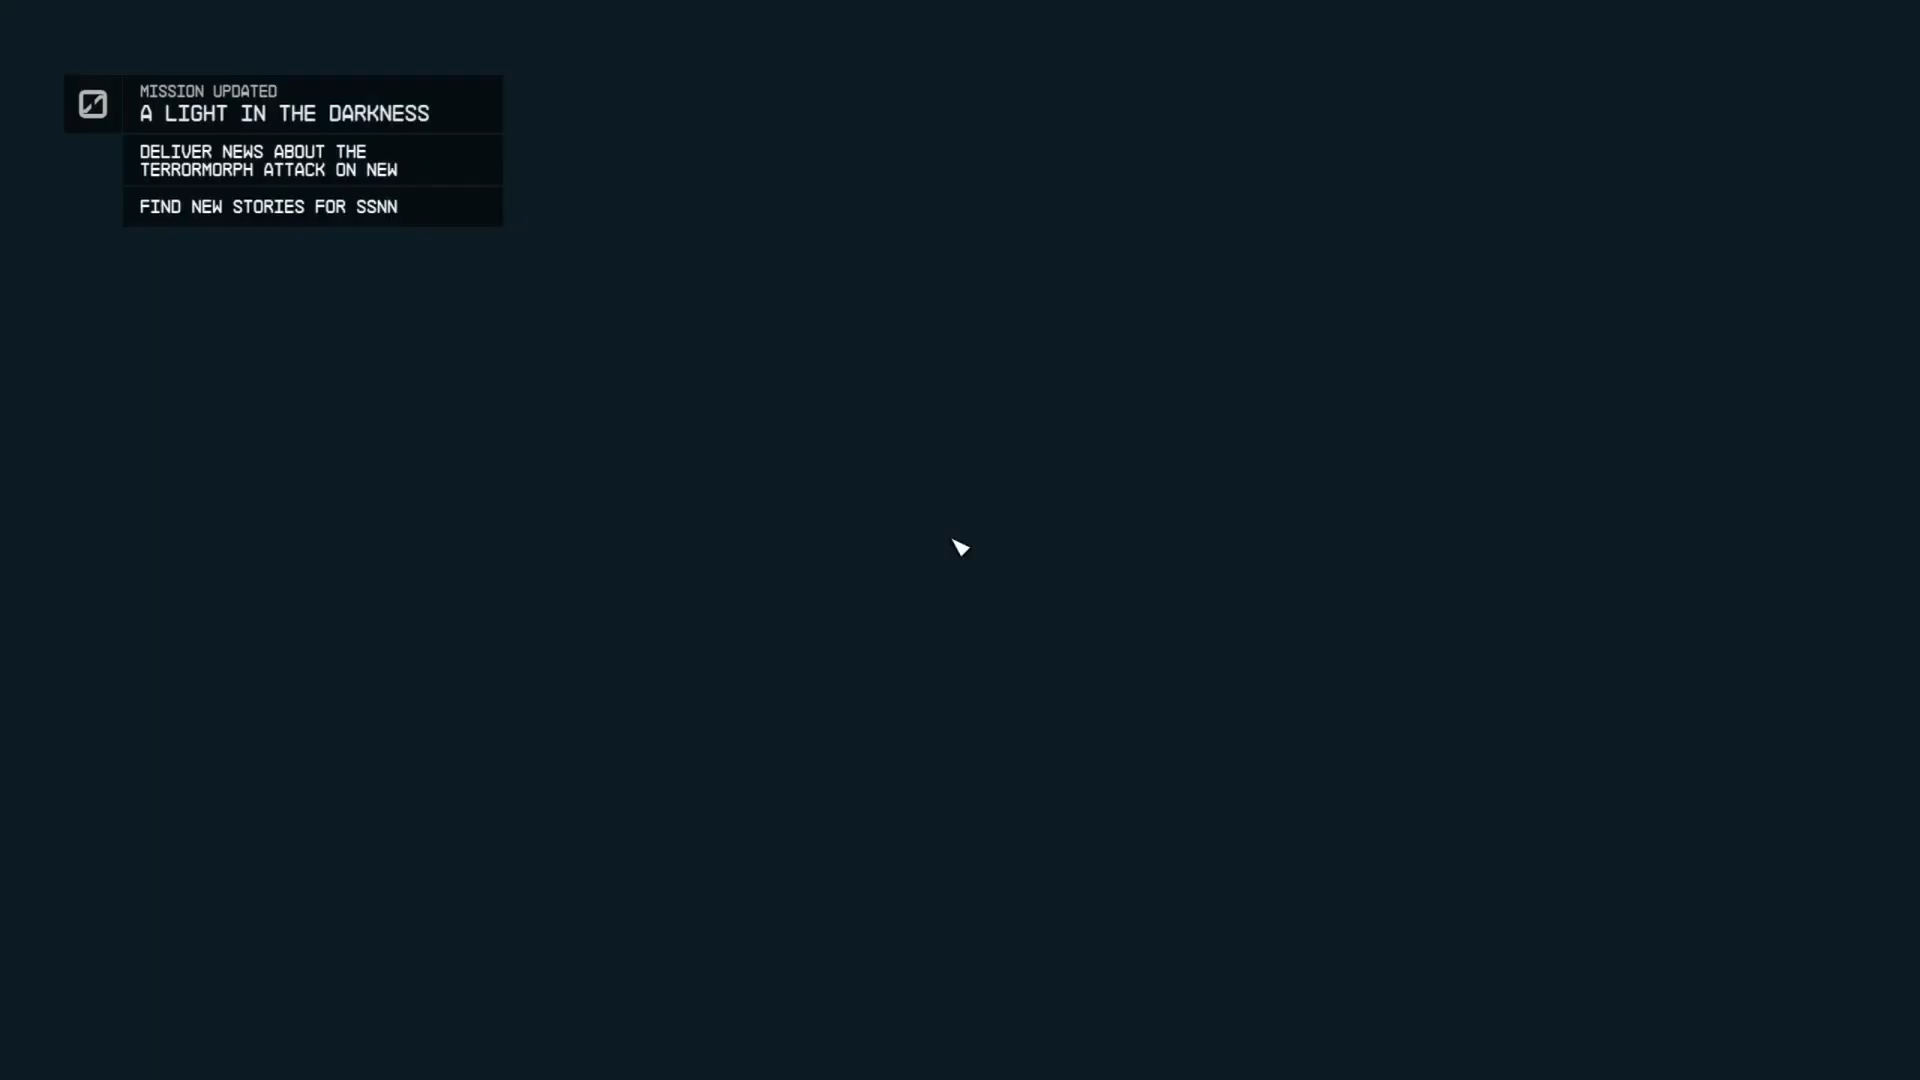 MISSION UPDATED
A LIGHT IN THE DARKNESS
DELIVER NEWS ABOUT THE
TERRORMORPH ATTACK ON NEW
FIND NEW STORIES FOR SSNN